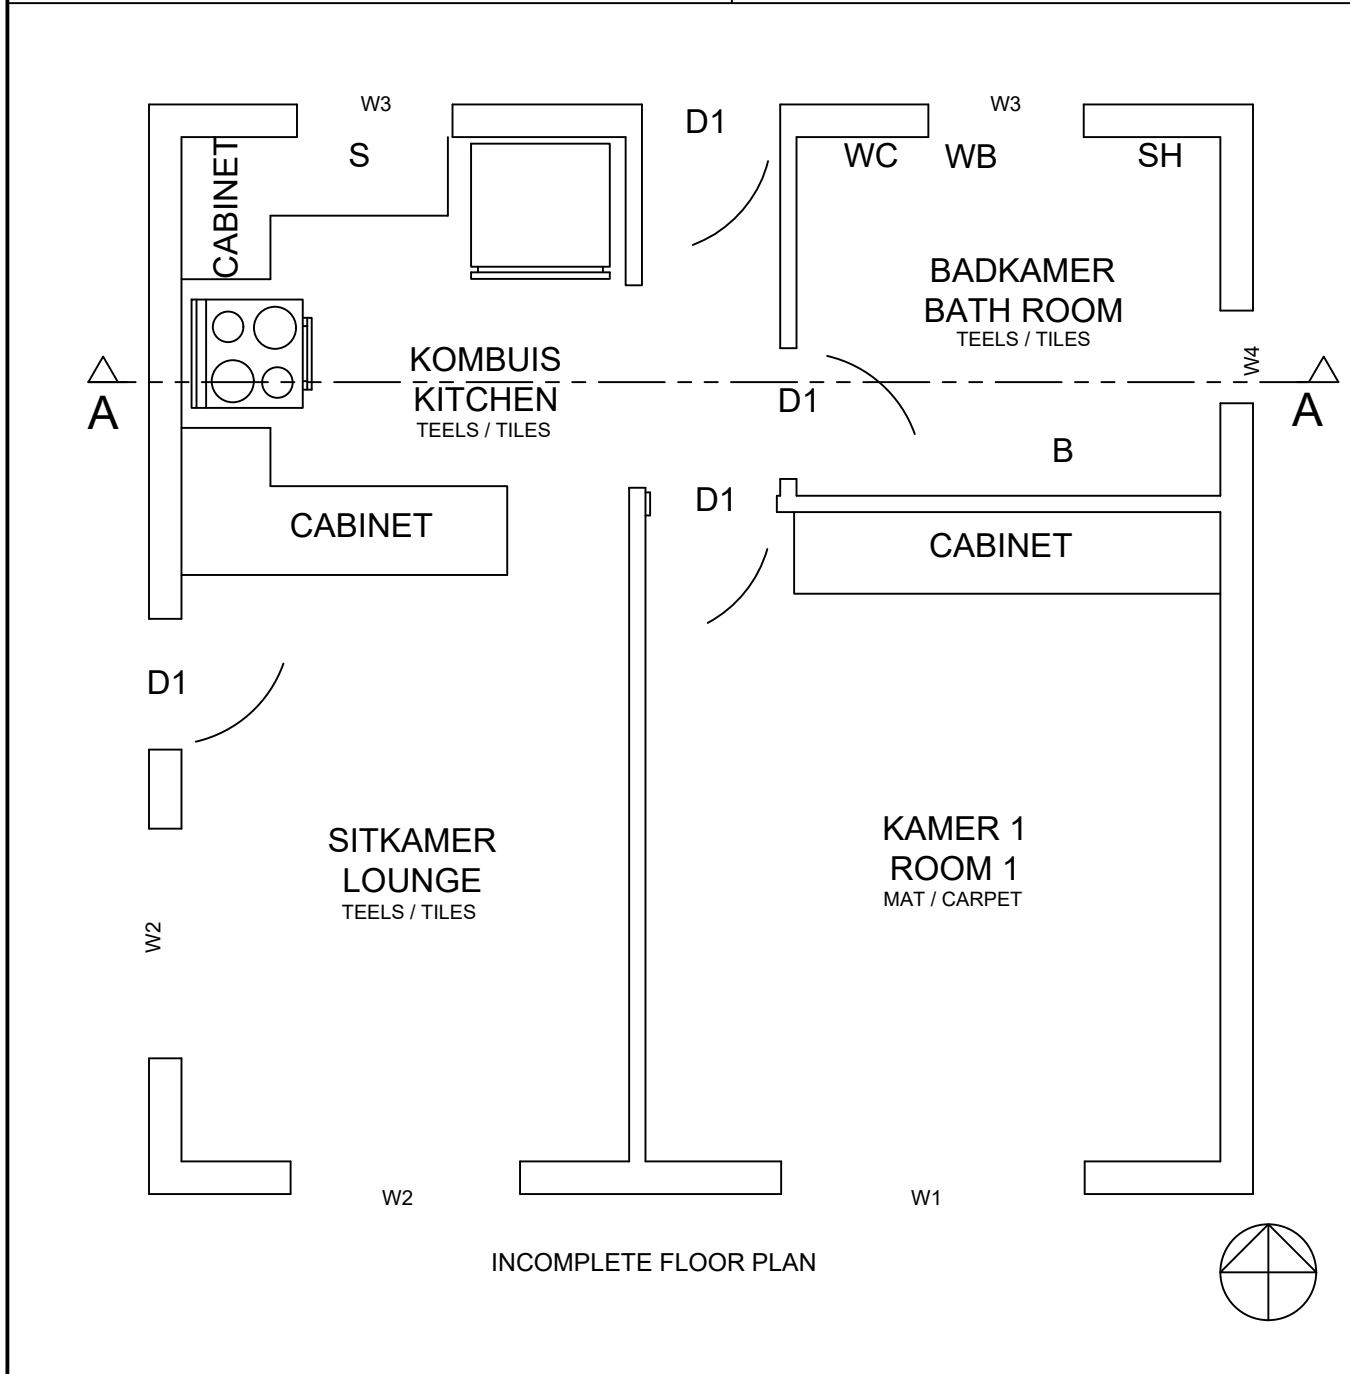 W3
W3
D1
S
WC
WB
SH
CABINET
BADKAMER
BATH ROOM
TEELS / TILES
KOMBUIS
KITCHEN
TEELS / TILES
W4
A
D1
A
B
D1
CABINET
CABINET
D1
SITKAMER
LOUNGE
TEELS / TILES
KAMER 1
ROOM 1
MAT / CARPET
W2
W2
W1
INCOMPLETE FLOOR PLAN